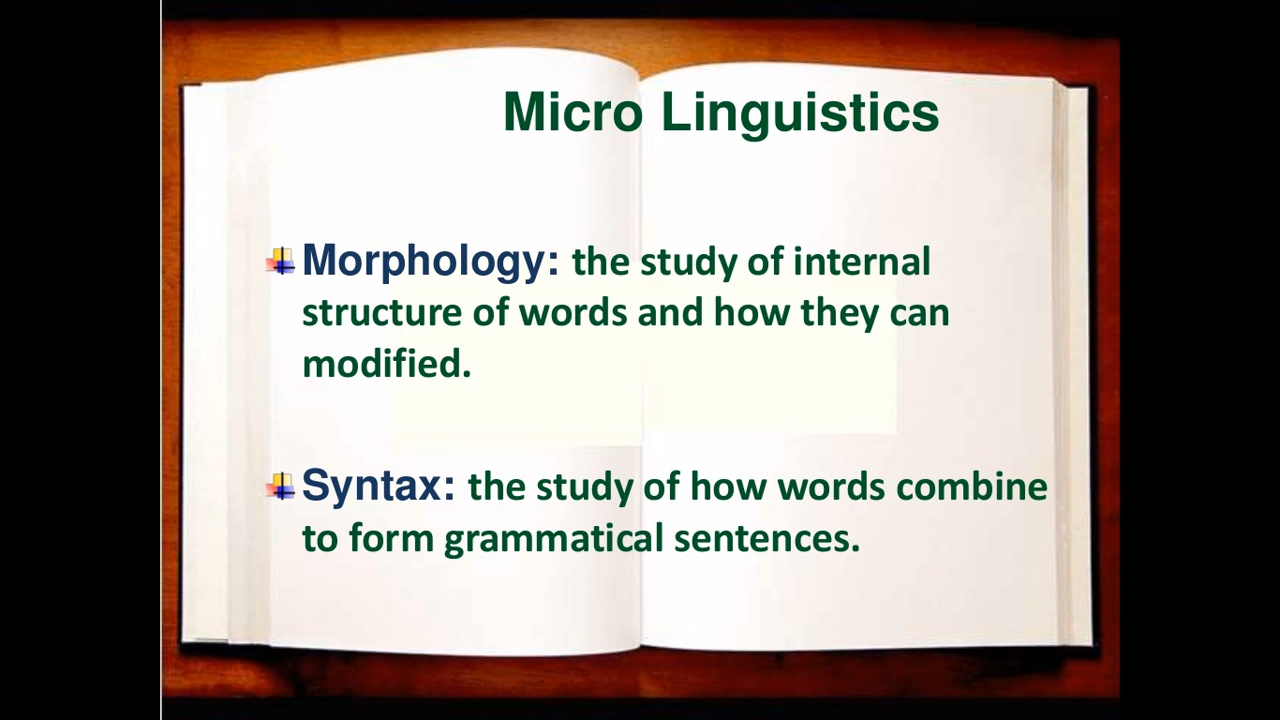 Micro Linguistics
Morphology: the study of internal
structure of words and how they can
modified.
Syntax: the study of how words combine
to form grammatical sentences.